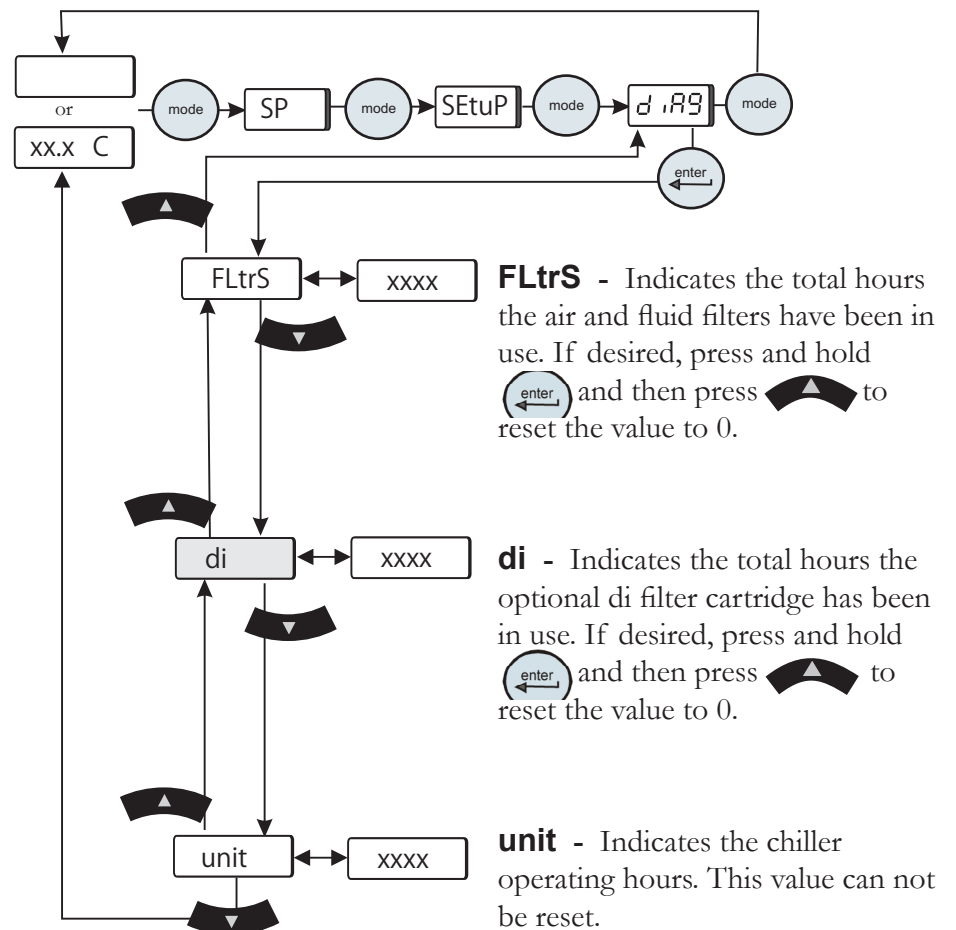 or
xx.x C
mode
SP
mode
SEtuP
mode
diAg
mode
enter
FLtrS
xxxx
FLtrS - Indicates the total hours
the air and fluid filters have been in
use. If desired, press and hold
enter and then press to
reset the value to 0.
di
xxxx
di - Indicates the total hours the
optional di filter cartridge has been
in use. If desired, press and hold
enter and then press to
reset the value to 0.
unit
xxxx
unit - Indicates the chiller
operating hours. This value can not
be reset.